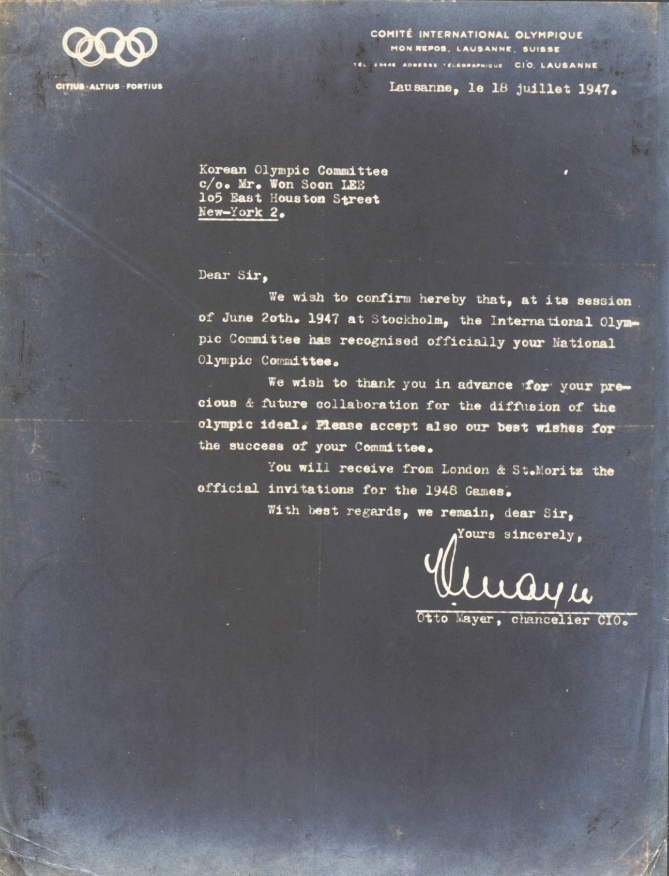 COMITÉ INTERNATIONAL OLYMPIQUE
MON REPOS, LAUSANNE, SUISSE
TÉL. ADRESSE TÉLÉGRAPHIQUE CIO, LAUSANNE
CITIUS · ALTIUS · FORTIUS
Lausanne, le 18 juillet 1947.
Korean Olympic Committee
c/o. Mr. Won Soon LEE
1o5 East Houston Street
New-York 2.
Dear Sir,
We wish to confirm hereby that, at its session
of June 2oth. 1947 at Stockholm, the International Olym-
pic Committee has recognised officially your National
Olympic Committee.
We wish to thank you in advance for your pre-
cious & future collaboration for the diffusion of the
olympic ideal. Please accept also our best wishes for
the success of your Committee.
You will receive from London & St.Moritz the
official invitations for the 1948 Games.
With best regards, we remain, dear Sir,
Yours sincerely,
Otto Mayer, chancelier CIO.